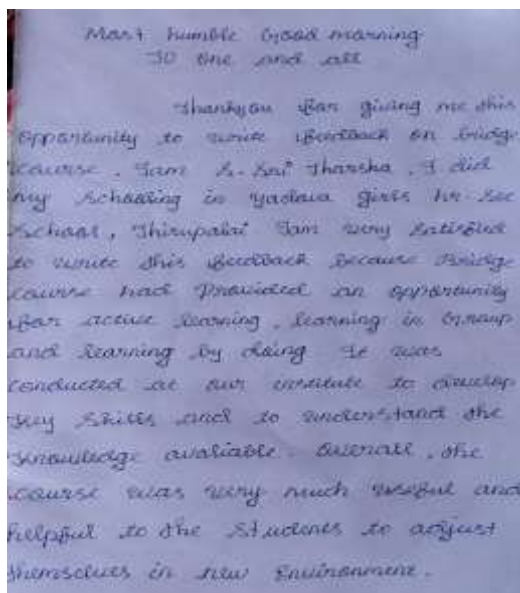 Most humble Good morning
To one and all
Thankyou for giving me this
opportunity to write feedback on bridge
course. Iam S. Sai Tharsha, I did
my schooling in Yadava girls hr. sec
School, Thirupalai Iam very satisfied
to write this feedback because Bridge
course had Provided an opportunity
for active learning, learning in Group
and learning by doing It was
conducted at our institute to develop
key skills and to understand the
knowledge avaliable. Overall, the
course was very much useful and
helpful to the students to adjust
themselves in new Environment.